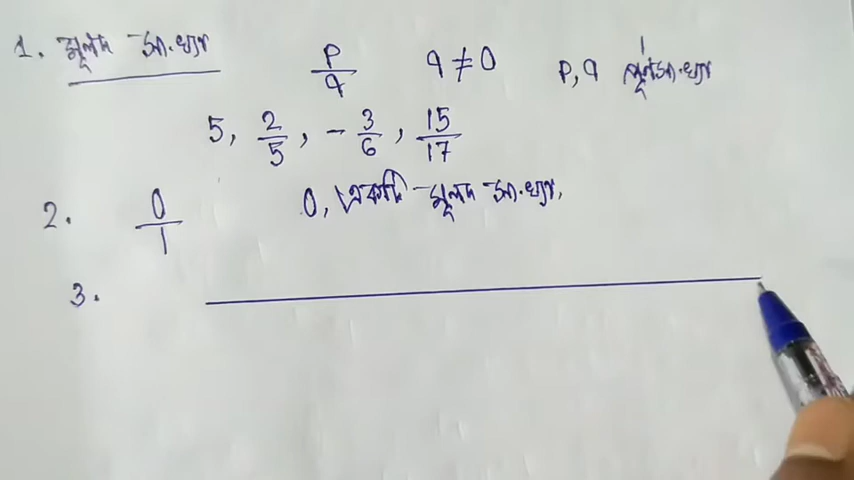 1. মূলদ সংখ্যা p/q q≠0 p,q পূর্ণসংখ্যা
5, 2/5, -3/6, 15/17
2. 0/1 0, একটি মূলদ সংখ্যা,
3.